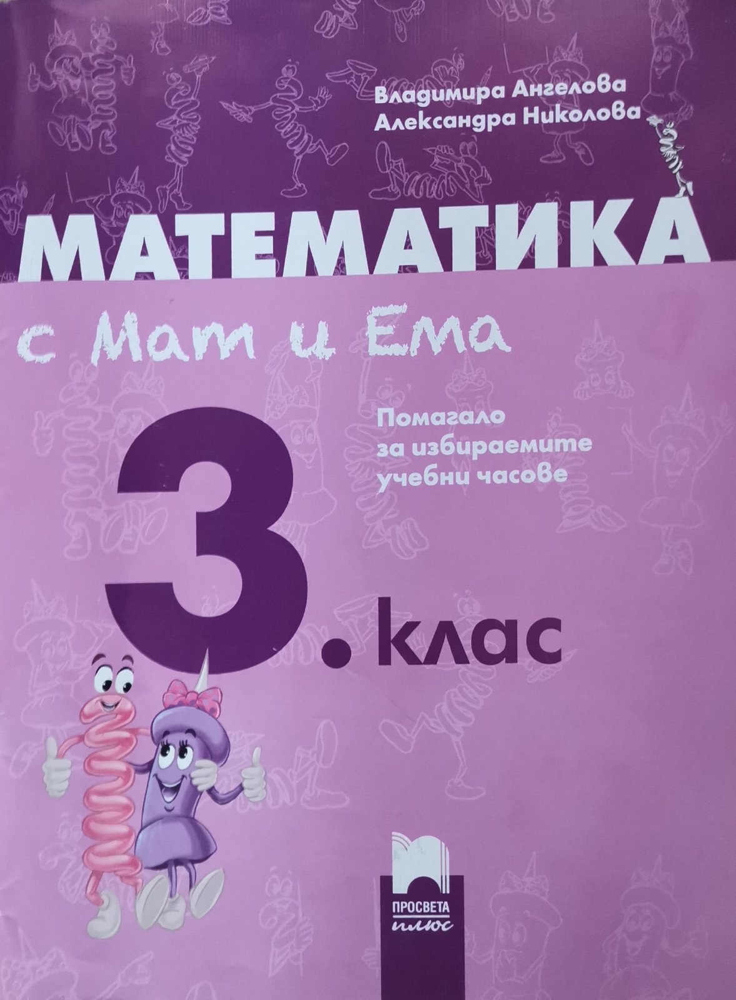 Владимира Ангелова
Александра Николова
МАТЕМАТИКА
с Мат и Ема
Помагало
за избираемите
учебни часове
3. клас
ПРОСВЕТА
плюс